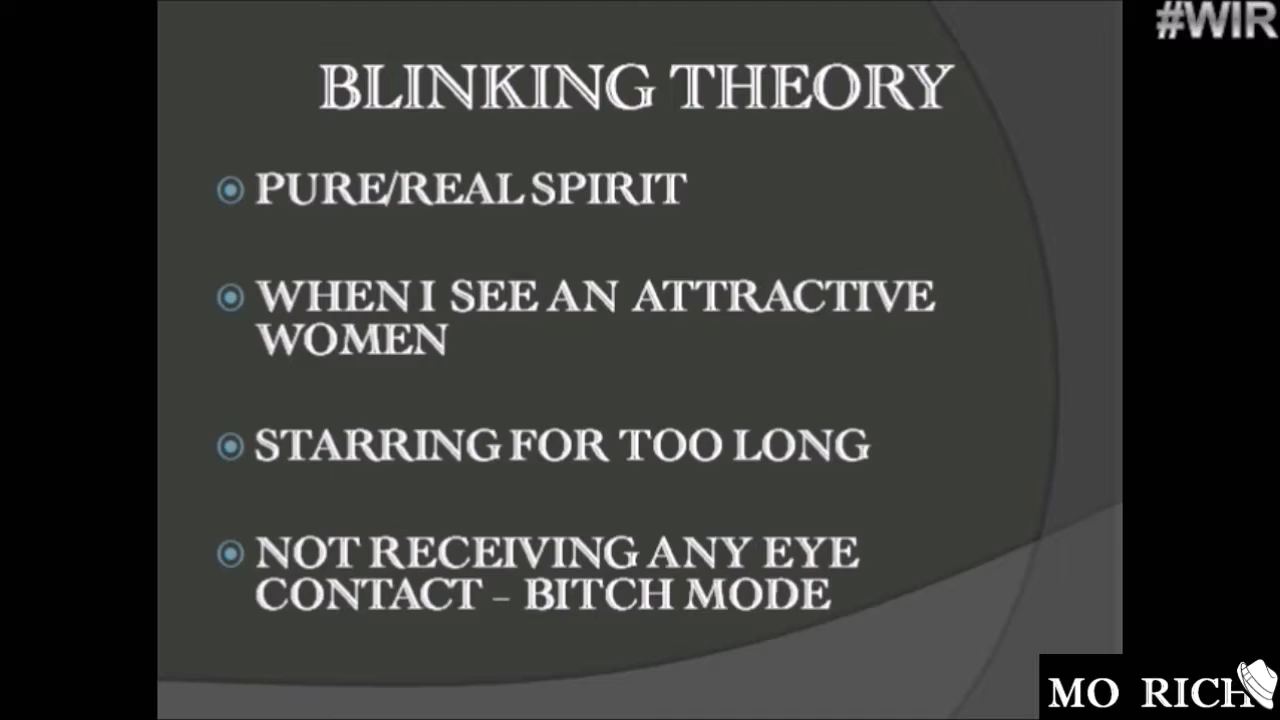 #WIR
BLINKING THEORY
PURE/REAL SPIRIT
WHEN I SEE AN ATTRACTIVE
WOMEN
STARRING FOR TOO LONG
NOT RECEIVING ANY EYE
CONTACT – BITCH MODE
MO RICH